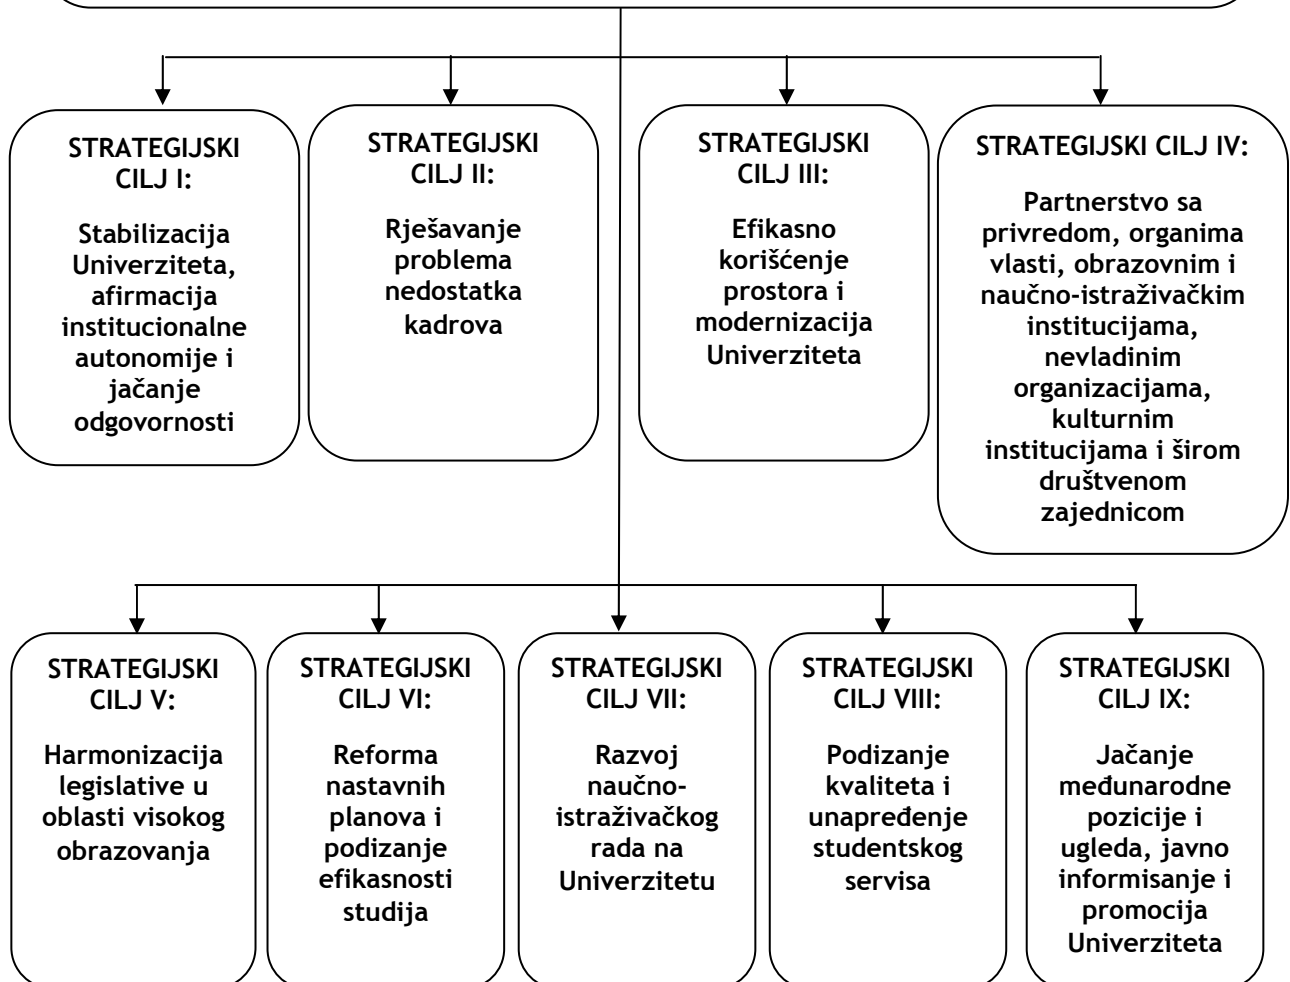 STRATEGIJSKI
CILJ I:
Stabilizacija
Univerziteta,
afirmacija
institucionalne
autonomije i
jačanje
odgovornosti
STRATEGIJSKI
CILJ II:
Rješavanje
problema
nedostatka
kadrova
STRATEGIJSKI
CILJ III:
Efikasno
korišćenje
prostora i
modernizacija
Univerziteta
STRATEGIJSKI CILJ IV:
Partnerstvo sa
privredom, organima
vlasti, obrazovnim i
naučno-istraživačkim
institucijama,
nevladinim
organizacijama,
kulturnim
institucijama i širom
društvenom
zajednicom
STRATEGIJSKI
CILJ V:
Harmonizacija
legislative u
oblasti visokog
obrazovanja
STRATEGIJSKI
CILJ VI:
Reforma
nastavnih
planova i
podizanje
efikasnosti
studija
STRATEGIJSKI
CILJ VII:
Razvoj
naučno-
istraživačkog
rada na
Univerzitetu
STRATEGIJSKI
CILJ VIII:
Podizanje
kvaliteta i
unapređenje
studentskog
servisa
STRATEGIJSKI
CILJ IX:
Jačanje
međunarodne
pozicije i
ugleda, javno
informisanje i
promocija
Univerziteta